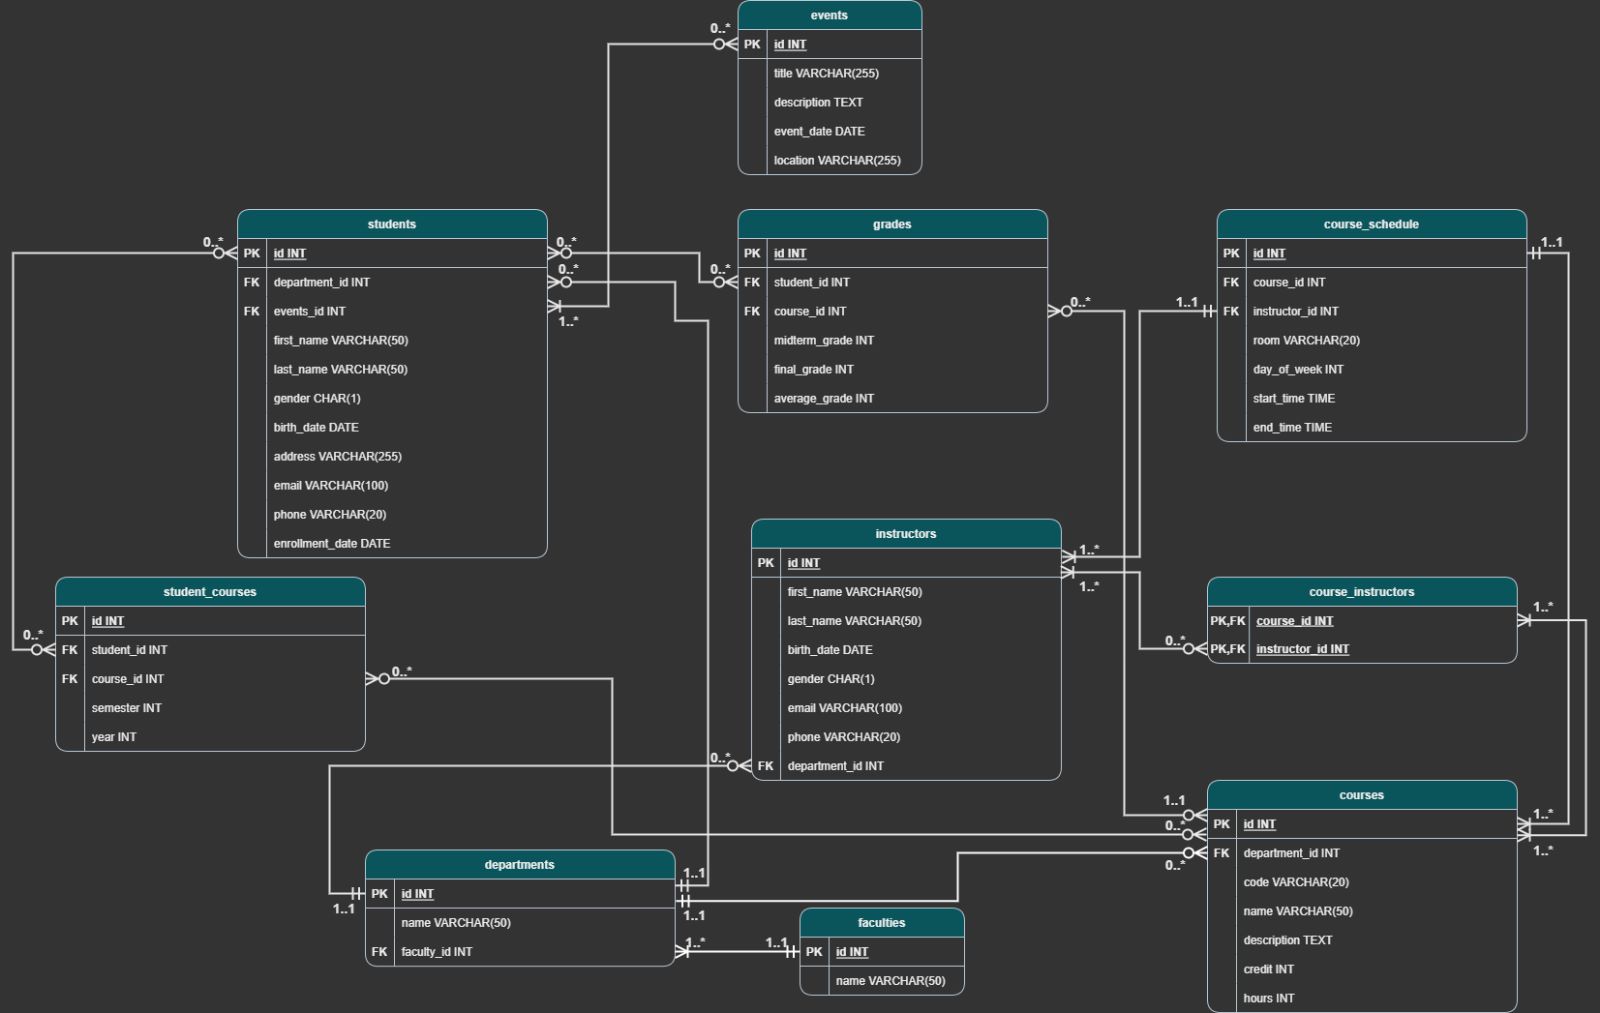 events
0..*
PK id INT
title VARCHAR(255)
description TEXT
event_date DATE
location VARCHAR(255)
students
0..*
PK id INT
0..*
FK department_id INT
0..*
FK events_id INT
1..*
first_name VARCHAR(50)
last_name VARCHAR(50)
gender CHAR(1)
birth_date DATE
address VARCHAR(255)
email VARCHAR(100)
phone VARCHAR(20)
enrollment_date DATE
grades
PK id INT
0..*
FK student_id INT
FK course_id INT
0..*
midterm_grade INT
final_grade INT
average_grade INT
course_schedule
PK id INT
1..1
FK course_id INT
1..1
FK instructor_id INT
room VARCHAR(20)
day_of_week INT
start_time TIME
end_time TIME
instructors
1..*
PK id INT
1..*
first_name VARCHAR(50)
last_name VARCHAR(50)
birth_date DATE
gender CHAR(1)
email VARCHAR(100)
phone VARCHAR(20)
0..*
FK department_id INT
student_courses
PK id INT
0..*
FK student_id INT
FK course_id INT
0..*
semester INT
year INT
course_instructors
1..*
PK,FK course_id INT
0..*
PK,FK instructor_id INT
courses
1..1
1..*
PK id INT
0..*
1..*
FK department_id INT
0..*
code VARCHAR(20)
name VARCHAR(50)
description TEXT
credit INT
hours INT
departments
1..1
PK id INT
1..1
1..1
name VARCHAR(50)
FK faculty_id INT
1..*
faculties
1..1
PK id INT
name VARCHAR(50)